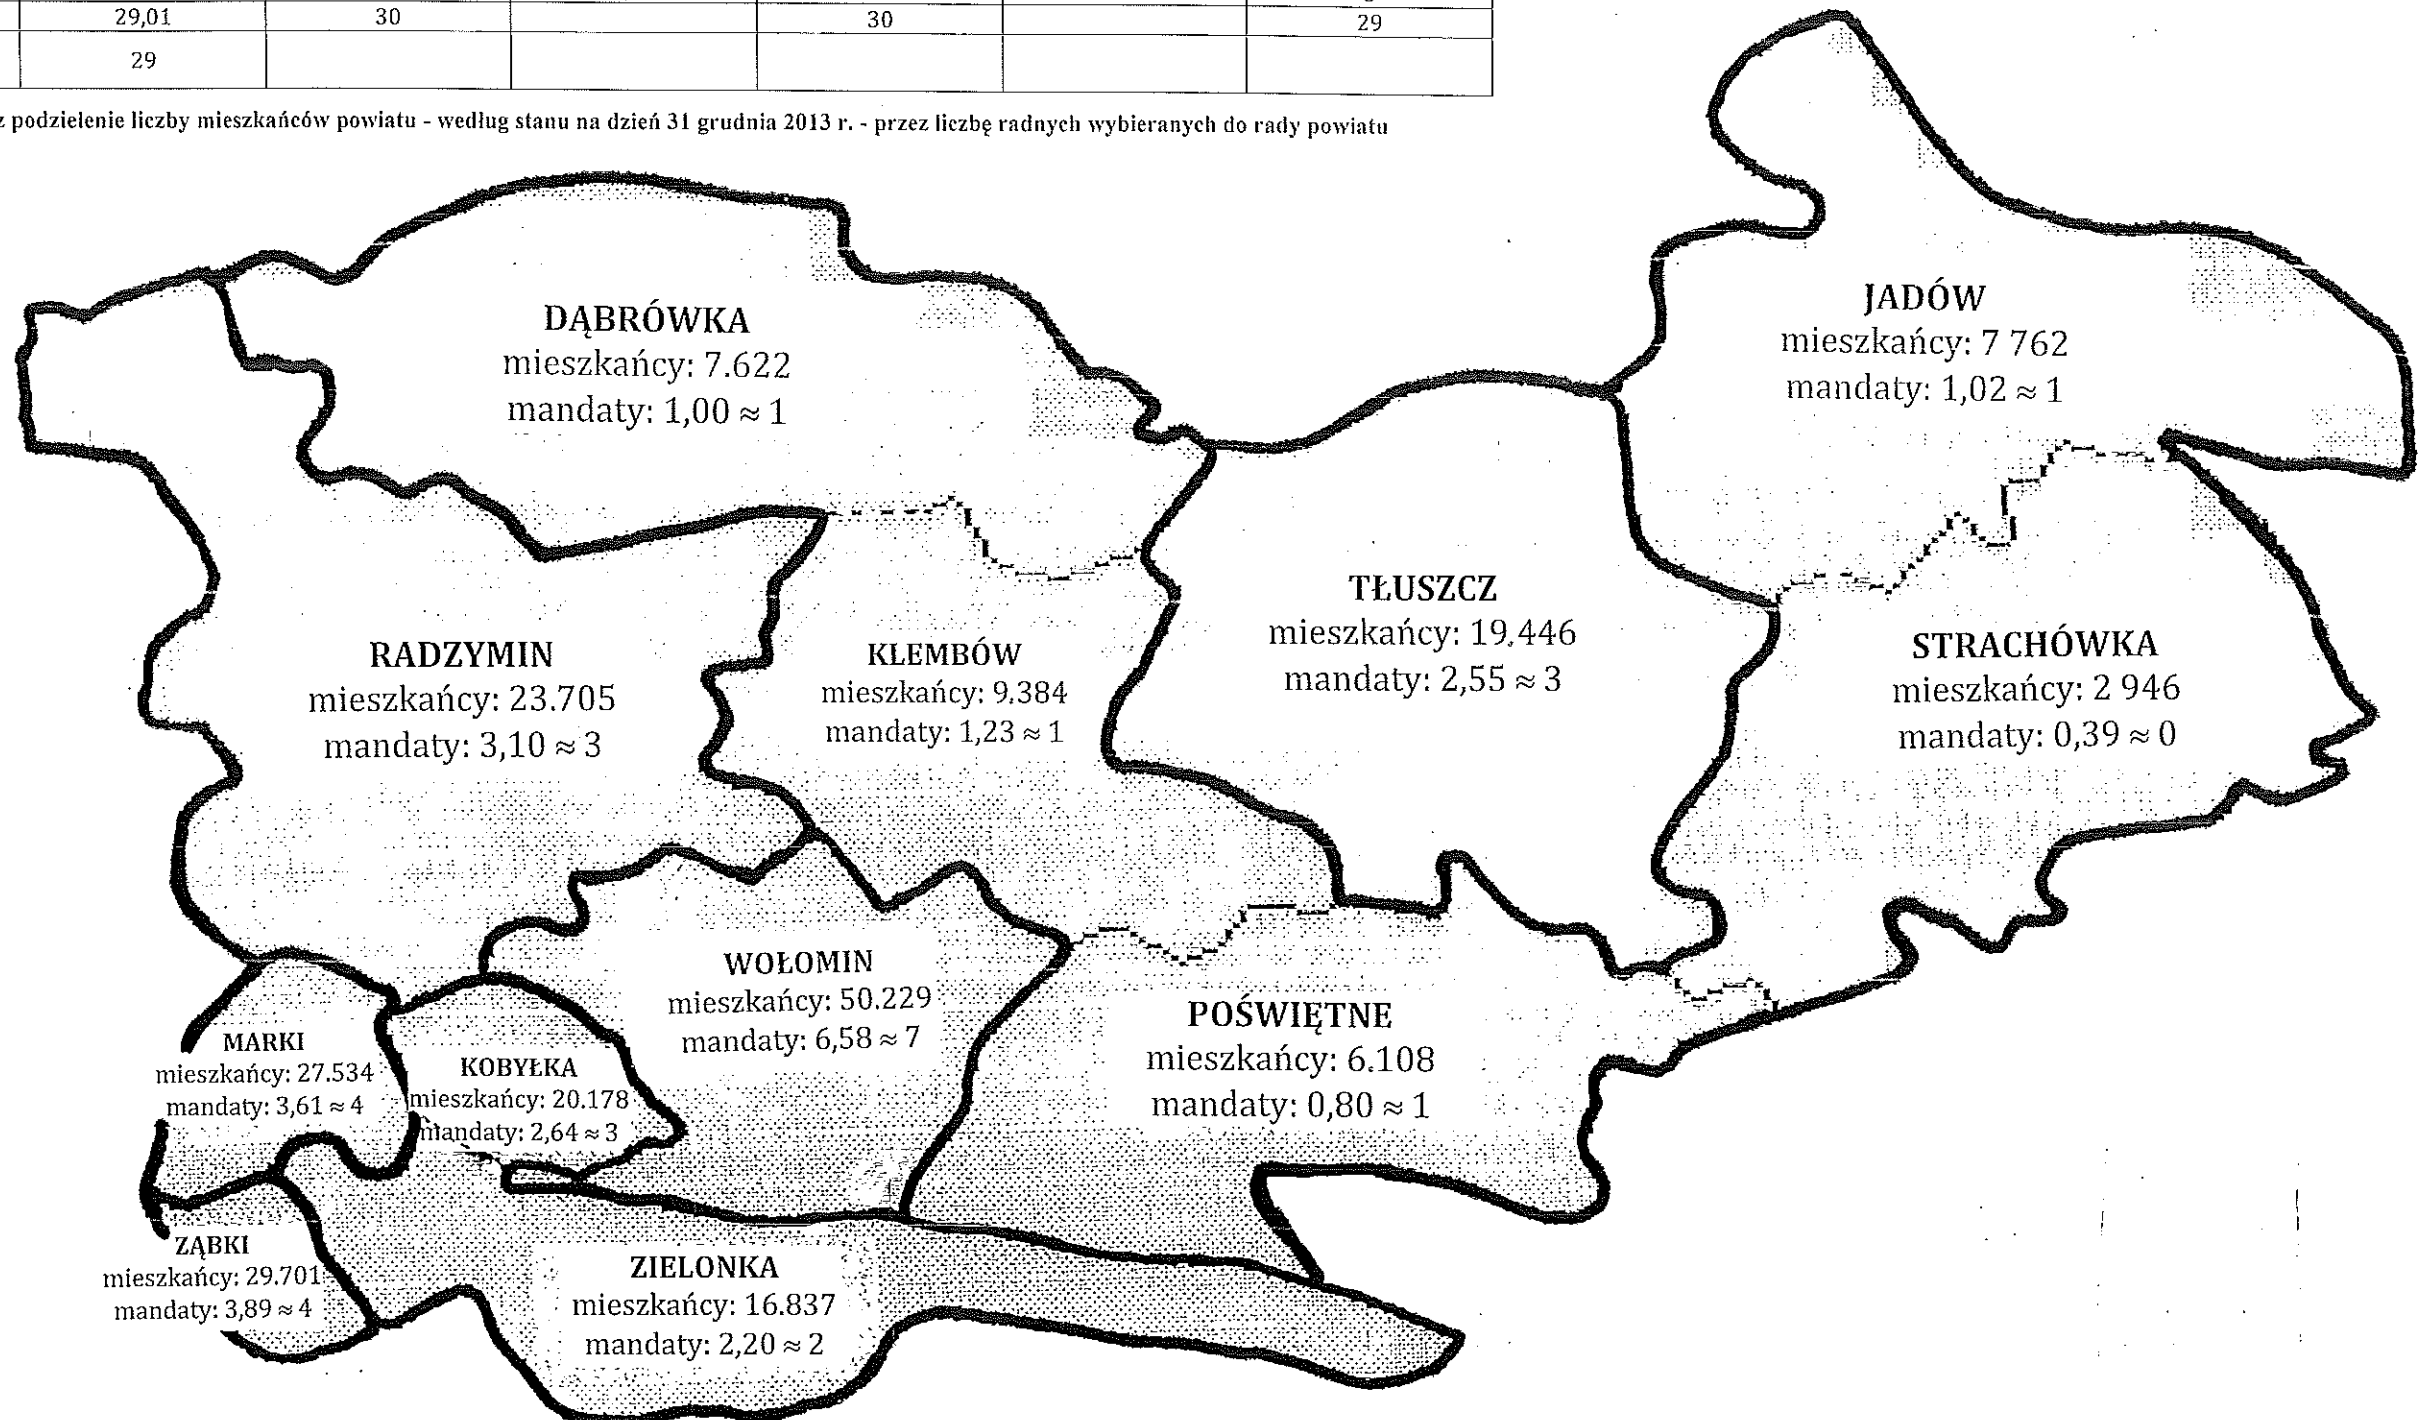 29,01 30 30 29
29
podzielenie liczby mieszkańców powiatu - według stanu na dzień 31 grudnia 2013 r. - przez liczbę radnych wybieranych do rady powiatu
DĄBRÓWKA
mieszkańcy: 7.622
mandaty: 1,00 ≈ 1
JADÓW
mieszkańcy: 7 762
mandaty: 1,02 ≈ 1
TŁUSZCZ
mieszkańcy: 19.446
mandaty: 2,55 ≈ 3
RADZYMIN
mieszkańcy: 23.705
mandaty: 3,10 ≈ 3
KLEMBÓW
mieszkańcy: 9.384
mandaty: 1,23 ≈ 1
STRACHÓWKA
mieszkańcy: 2 946
mandaty: 0,39 ≈ 0
WOŁOMIN
mieszkańcy: 50.229
mandaty: 6,58 ≈ 7
POŚWIĘTNE
mieszkańcy: 6.108
mandaty: 0,80 ≈ 1
MARKI
mieszkańcy: 27.534
mandaty: 3,61 ≈ 4
KOBYŁKA
mieszkańcy: 20.178
mandaty: 2,64 ≈ 3
ZĄBKI
mieszkańcy: 29.701
mandaty: 3,89 ≈ 4
ZIELONKA
mieszkańcy: 16.837
mandaty: 2,20 ≈ 2